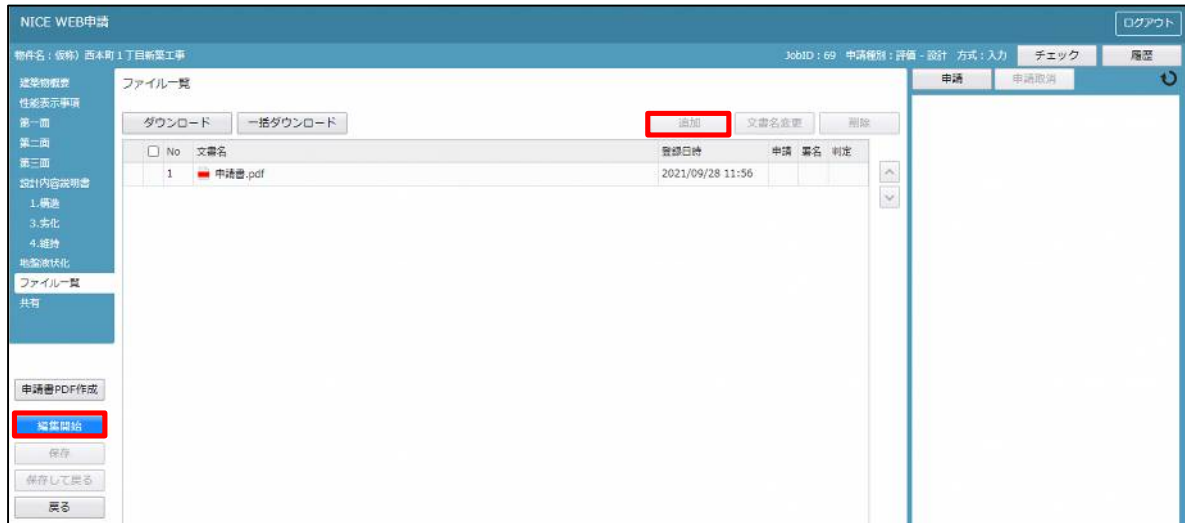 NICE WEB申請
ログアウト
物件名：仮称）西本町１丁目新築工事
JobID：69 申請種別：評価 - 設計 方式：入力
チェック
履歴
建築物概要
性能表示事項
第一面
第二面
第三面
設計内容説明書
1.構造
3.劣化
4.維持
地盤液状化
ファイル一覧
共有
申請書PDF作成
編集開始
保存
保存して戻る
戻る
ファイル一覧
ダウンロード 一括ダウンロード 追加 文書名変更 削除
No 文書名 登録日時 申請 署名 判定
1 申請書.pdf 2021/09/28 11:56
申請 申請取消